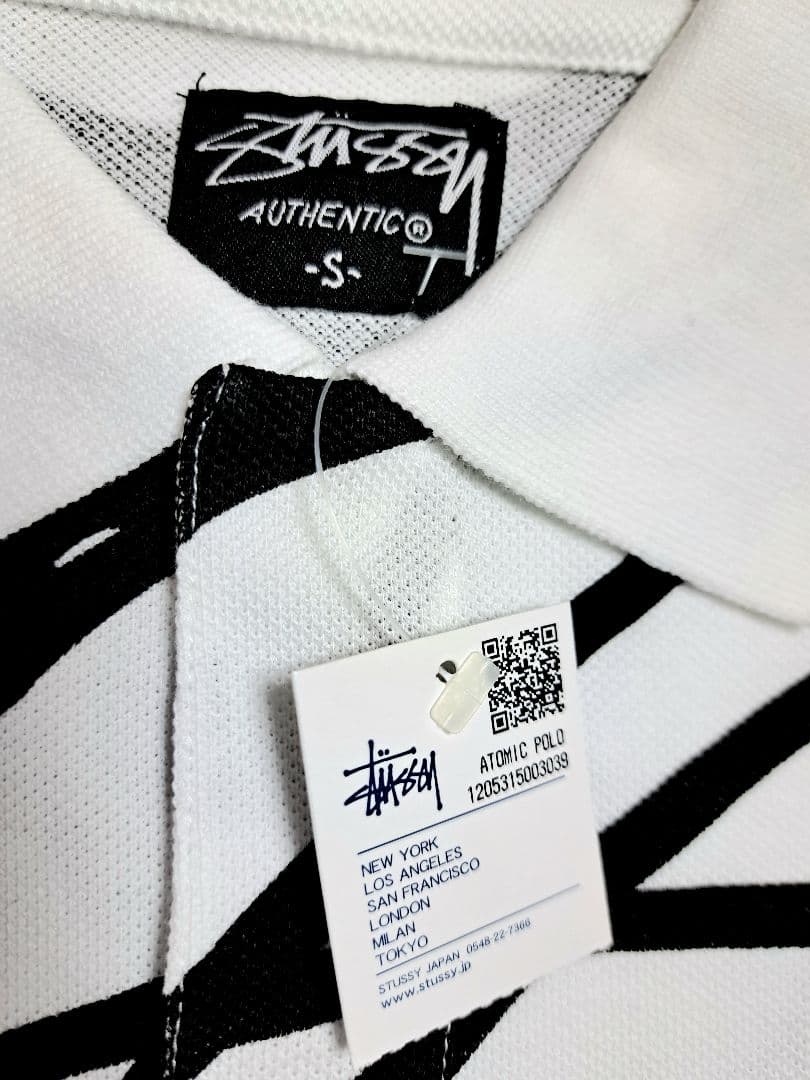 STÜSSY
AUTHENTIC®
-S-
STÜSSY
ATOMIC POLO
1205315003039
NEW YORK
LOS ANGELES
SAN FRANCISCO
LONDON
MILAN
TOKYO
STUSSY JAPAN 0548-22-7366
www.stussy.jp